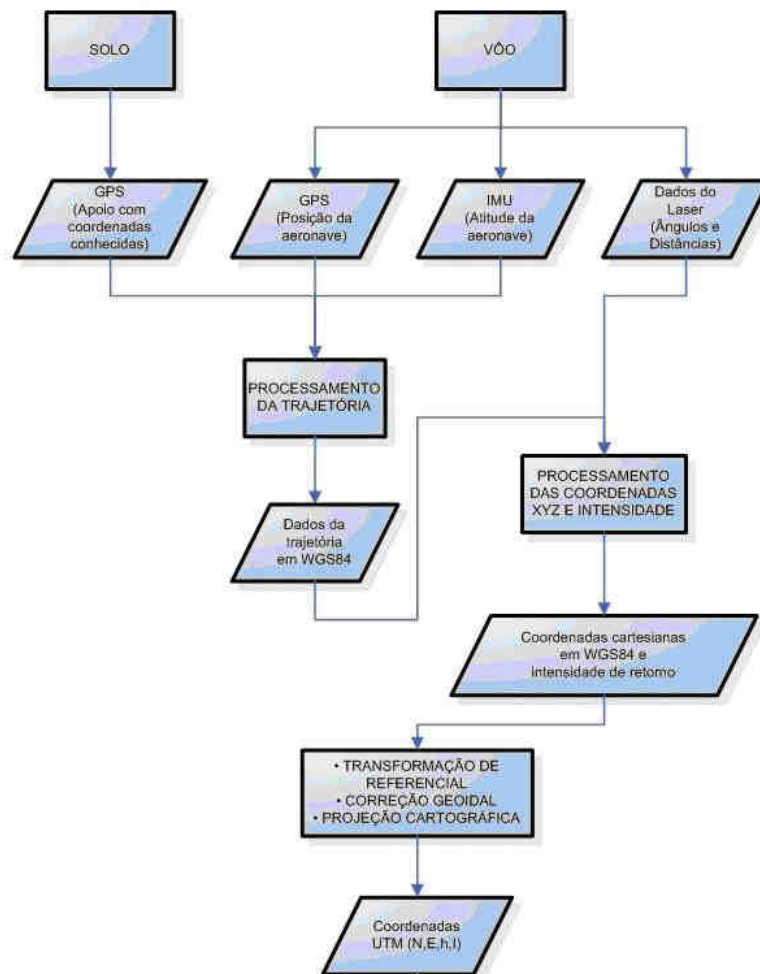 SOLO
VÔO
GPS
(Apoio com
coordenadas
conhecidas)
GPS
(Posição da
aeronave)
IMU
(Atitude da
aeronave)
Dados do
Laser
(Ângulos e
Distâncias)
PROCESSAMENTO
DA TRAJETÓRIA
PROCESSAMENTO
DAS COORDENADAS
XYZ E INTENSIDADE
Dados da
trajetória
em WGS84
Coordenadas cartesianas
em WGS84 e
intensidade de retorno
• TRANSFORMAÇÃO DE
REFERENCIAL
• CORREÇÃO GEOIDAL
• PROJEÇÃO CARTOGRÁFICA
Coordenadas
UTM (N,E,h,I)